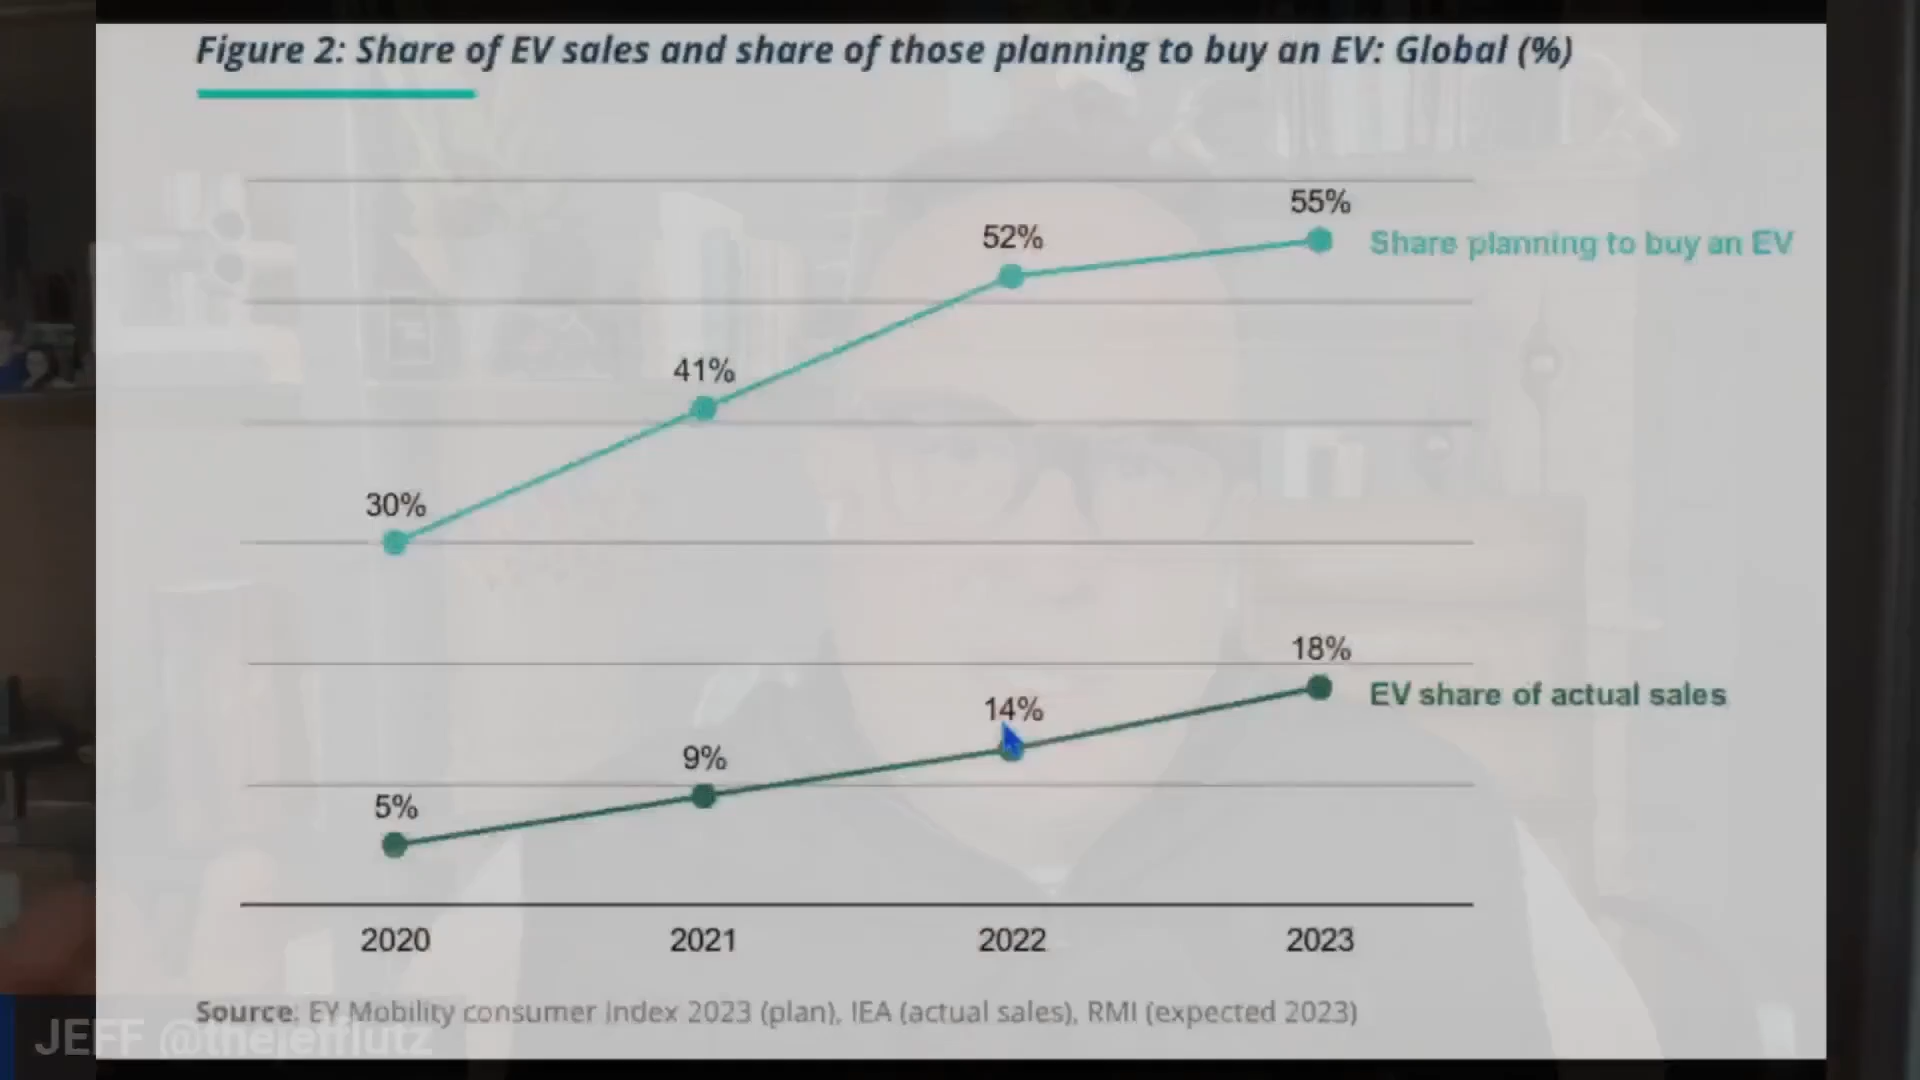 Figure 2: Share of EV sales and share of those planning to buy an EV: Global (%)
55%
52%
Share planning to buy an EV
41%
30%
18%
EV share of actual sales
14%
9%
5%
2020 2021 2022 2023
Source: EY Mobility consumer index 2023 (plan), IEA (actual sales), RMI (expected 2023)
JEFF @thejefflutz